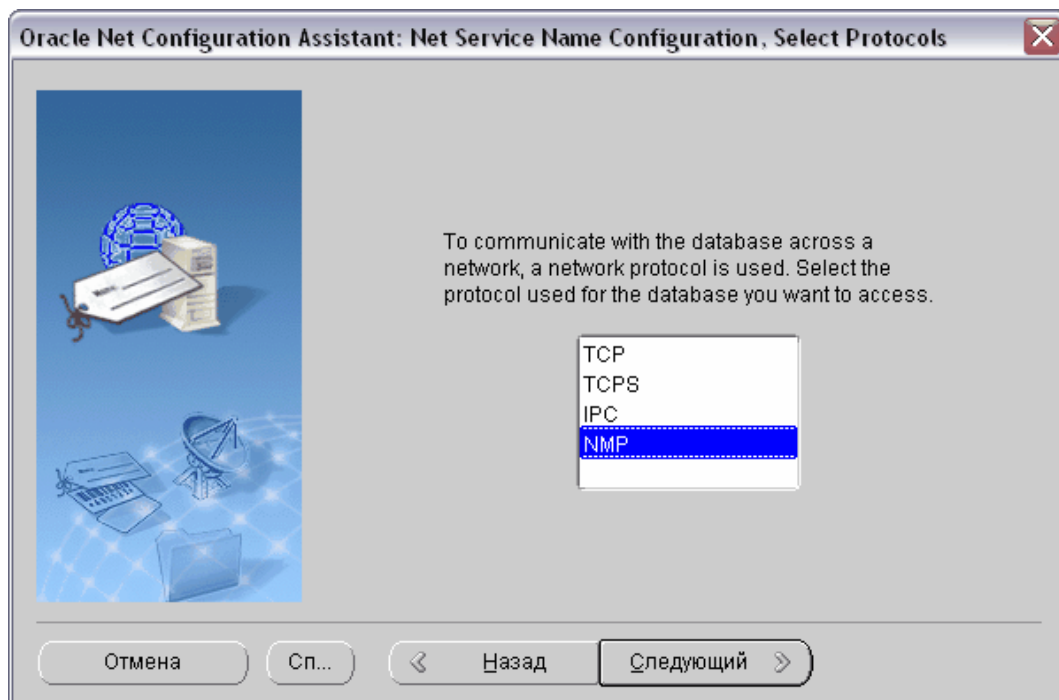 Oracle Net Configuration Assistant: Net Service Name Configuration, Select Protocols
To communicate with the database across a
network, a network protocol is used. Select the
protocol used for the database you want to access.
TCP
TCPS
IPC
NMP
Отмена
Сп...
Назад
Следующий